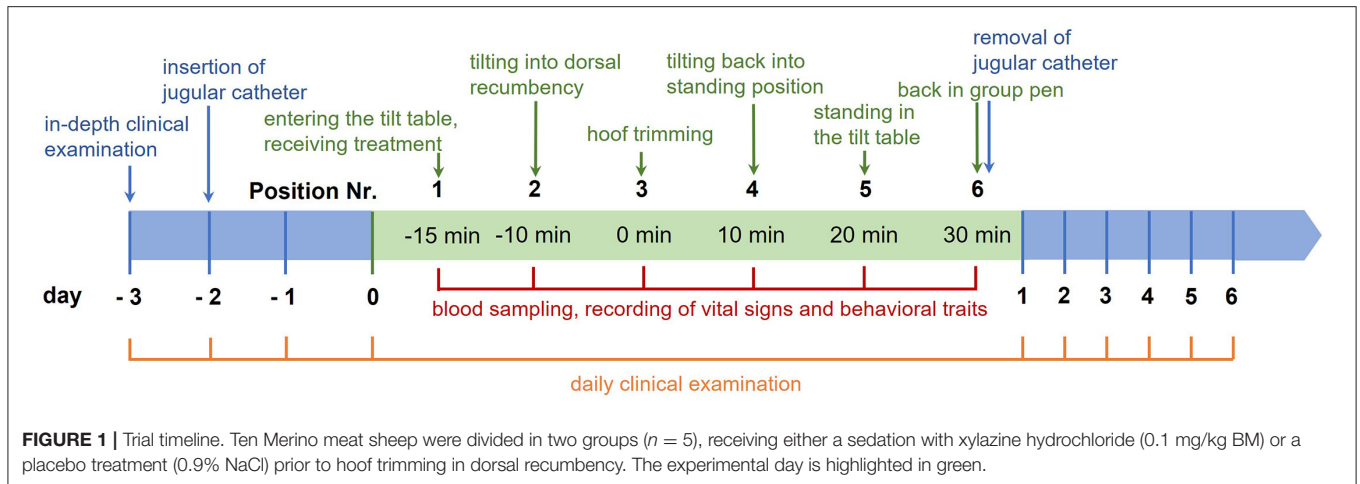 in-depth clinical
examination
insertion of
jugular catheter
entering the tilt table,
receiving treatment
tilting into dorsal
recumbency
hoof trimming
tilting back into
standing position
standing in
the tilt table
back in group pen
removal of
jugular catheter
Position Nr. 1 2 3 4 5 6
-15 min -10 min 0 min 10 min 20 min 30 min
day - 3 - 2 - 1 0 1 2 3 4 5 6
blood sampling, recording of vital signs and behavioral traits
daily clinical examination
FIGURE 1 | Trial timeline. Ten Merino meat sheep were divided in two groups (n = 5), receiving either a sedation with xylazine hydrochloride (0.1 mg/kg BM) or a
placebo treatment (0.9% NaCl) prior to hoof trimming in dorsal recumbency. The experimental day is highlighted in green.